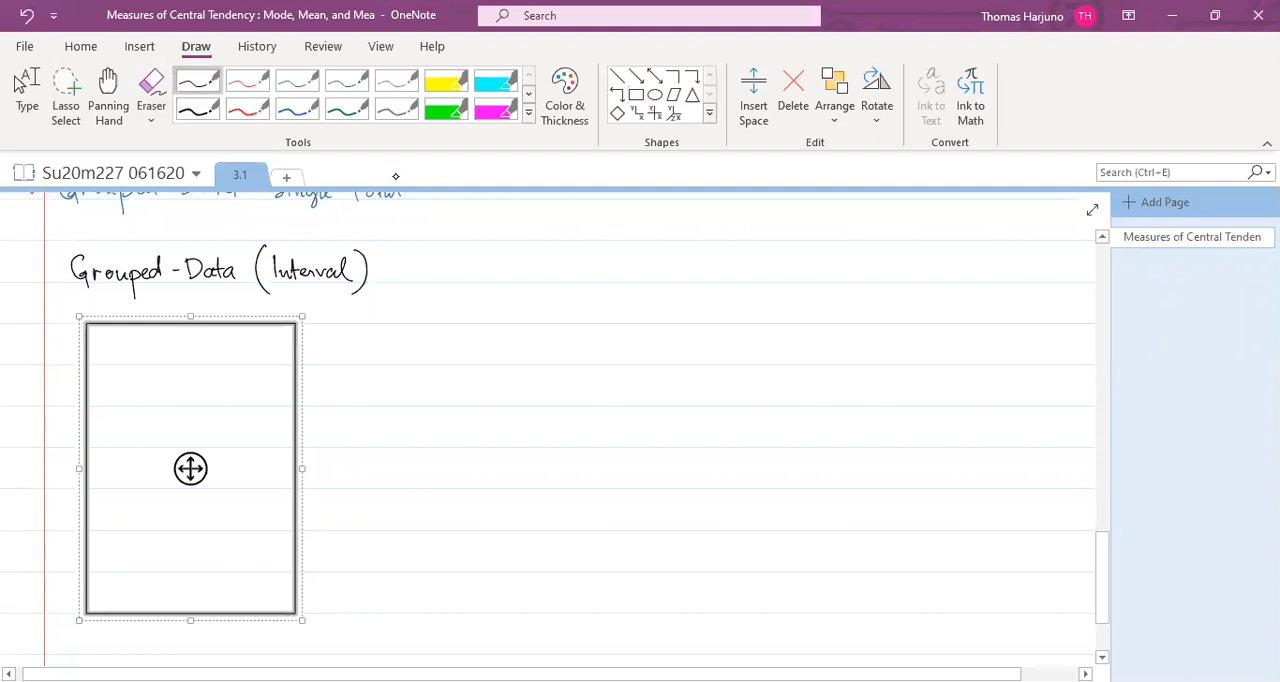 Measures of Central Tendency : Mode, Mean, and Mea - OneNote
Search
Thomas Harjuno TH
File Home Insert Draw History Review View Help
Type
Lasso Select
Panning Hand
Eraser
Color & Thickness
Insert Space
Delete
Arrange
Rotate
Ink to Text
Ink to Math
Tools
Shapes
Edit
Convert
Su20m227 061620
3.1
Search (Ctrl+E)
Add Page
Measures of Central Tenden
Grouped-Data (Interval)